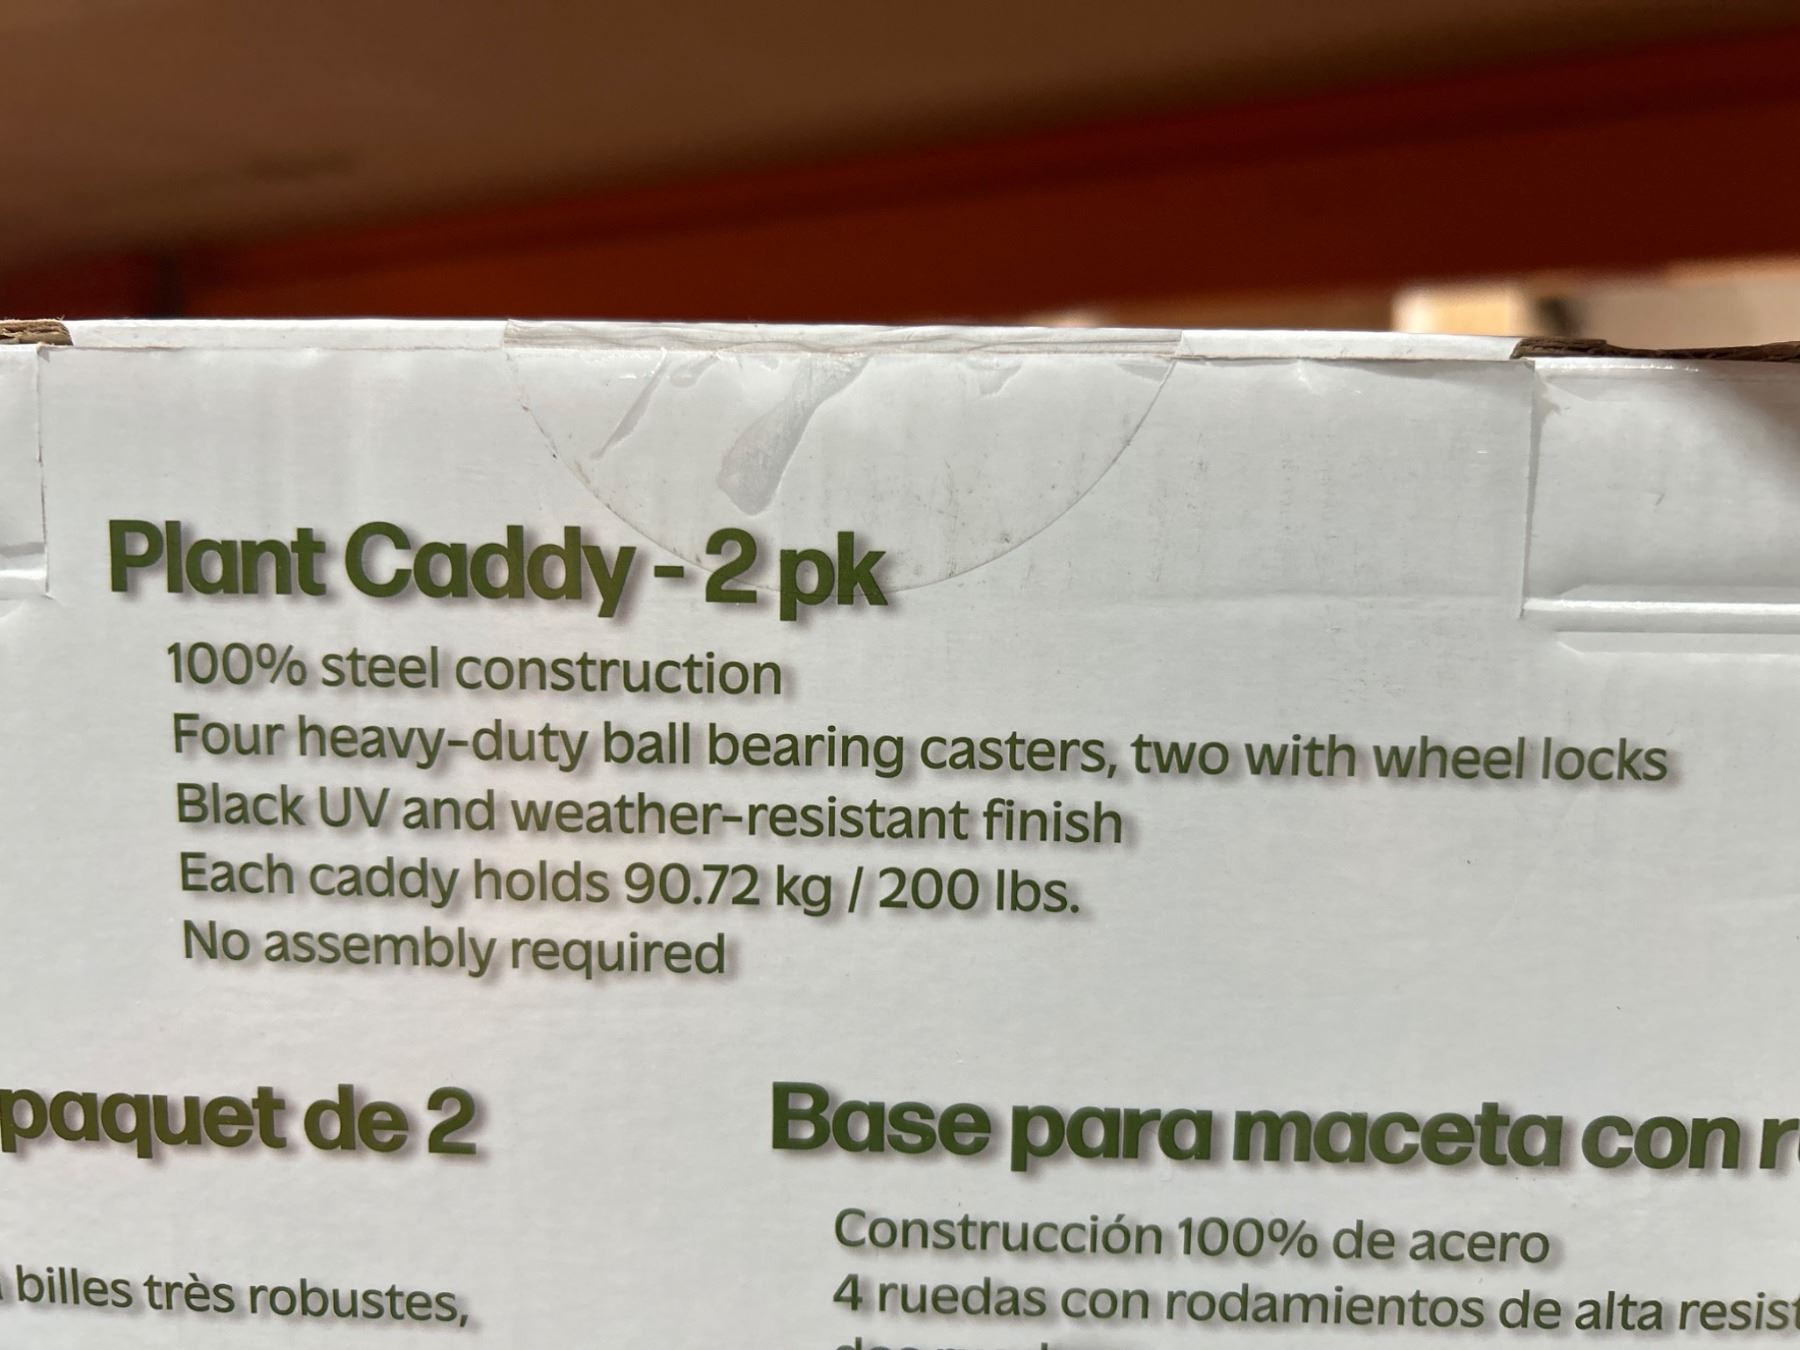 Plant Caddy - 2 pk
100% steel construction
Four heavy-duty ball bearing casters, two with wheel locks
Black UV and weather-resistant finish
Each caddy holds 90.72 kg / 200 lbs.
No assembly required
paquet de 2
billes très robustes,
Base para maceta con
Construcción 100% de acero
4 ruedas con rodamientos de alta